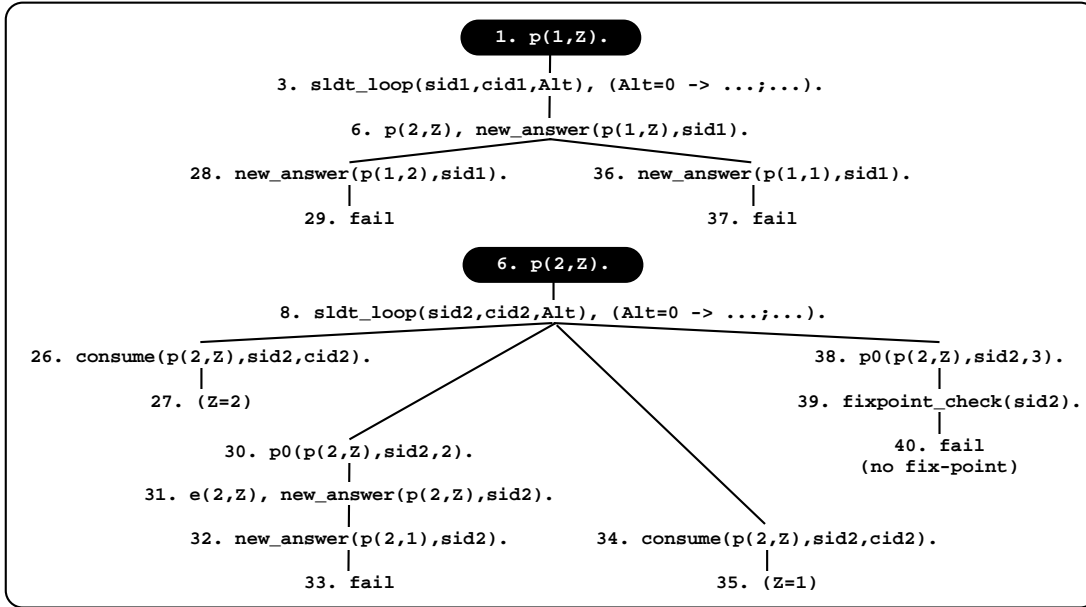 1. p(1,Z).
3. sldt_loop(sid1,cid1,Alt), (Alt=0 -> ...;...).
6. p(2,Z), new_answer(p(1,Z),sid1).
28. new_answer(p(1,2),sid1).
36. new_answer(p(1,1),sid1).
29. fail
37. fail
6. p(2,Z).
8. sldt_loop(sid2,cid2,Alt), (Alt=0 -> ...;...).
26. consume(p(2,Z),sid2,cid2).
38. p0(p(2,Z),sid2,3).
27. (Z=2)
39. fixpoint_check(sid2).
40. fail
(no fix-point)
30. p0(p(2,Z),sid2,2).
31. e(2,Z), new_answer(p(2,Z),sid2).
32. new_answer(p(2,1),sid2).
34. consume(p(2,Z),sid2,cid2).
33. fail
35. (Z=1)